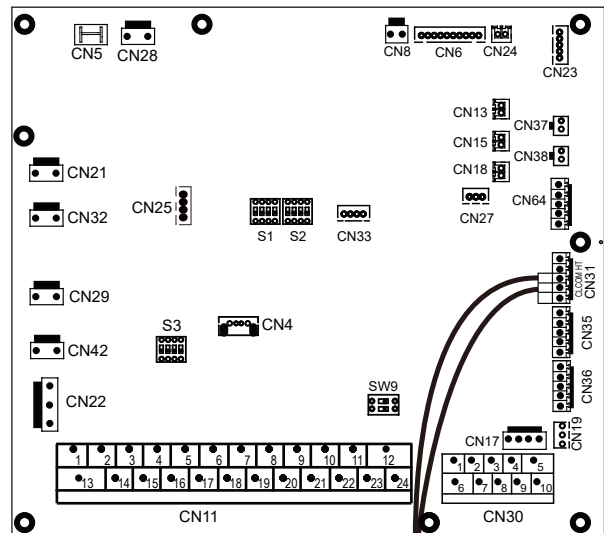 CN5
CN28
CN8
CN6
CN24
CN23
CN13
CN37
CN15
CN38
CN18
CN21
CN25
CN32
CN27
CN64
S1
S2
CN33
CLCOM HT
CN31
CN29
S3
CN4
CN35
CN42
CN22
SW9
CN36
CN17
CN19
1 2 3 4 5 6 7 8 9 10 11 12
13 14 15 16 17 18 19 20 21 22 23 24
CN11
1 2 3 4 5
6 7 8 9 10
CN30